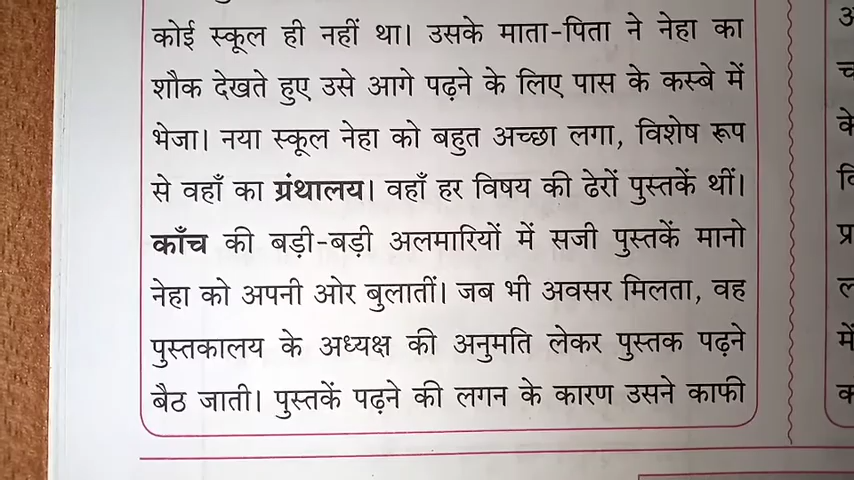 कोई स्कूल ही नहीं था। उसके माता-पिता ने नेहा का
शौक देखते हुए उसे आगे पढ़ने के लिए पास के कस्बे में
भेजा। नया स्कूल नेहा को बहुत अच्छा लगा, विशेष रूप
से वहाँ का ग्रंथालय। वहाँ हर विषय की ढेरों पुस्तकें थीं।
काँच की बड़ी-बड़ी अलमारियों में सजी पुस्तकें मानो
नेहा को अपनी ओर बुलातीं। जब भी अवसर मिलता, वह
पुस्तकालय के अध्यक्ष की अनुमति लेकर पुस्तक पढ़ने
बैठ जाती। पुस्तकें पढ़ने की लगन के कारण उसने काफी